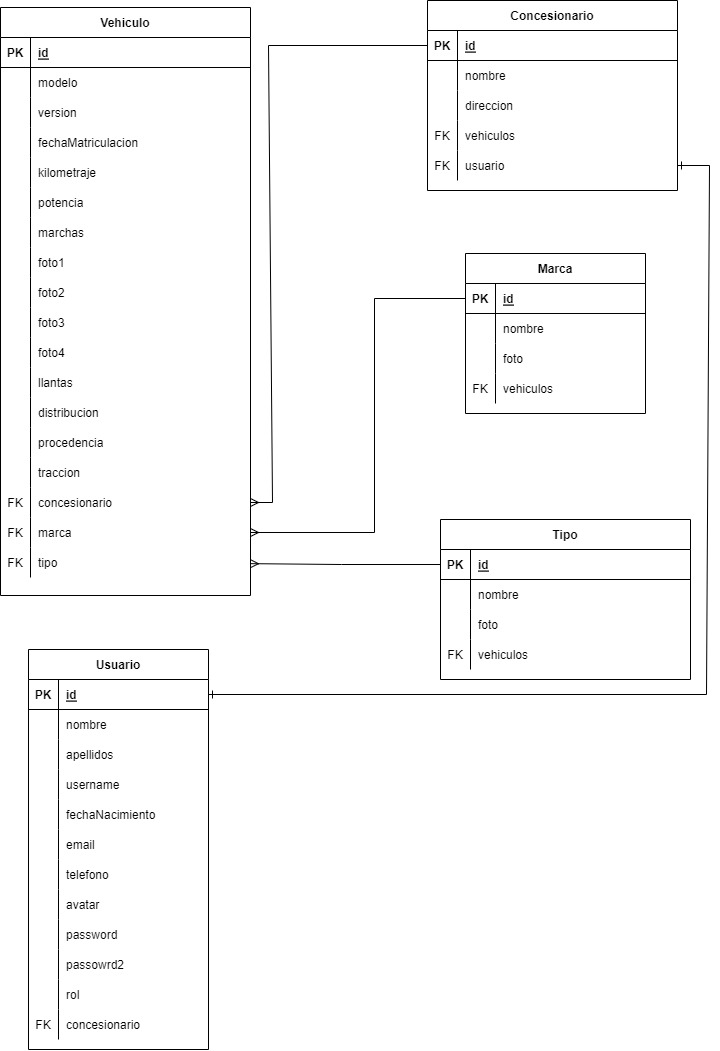 Vehiculo
PK id
modelo
version
fechaMatriculacion
kilometraje
potencia
marchas
foto1
foto2
foto3
foto4
llantas
distribucion
procedencia
traccion
FK concesionario
FK marca
FK tipo
Concesionario
PK id
nombre
direccion
FK vehiculos
FK usuario
Marca
PK id
nombre
foto
FK vehiculos
Tipo
PK id
nombre
foto
FK vehiculos
Usuario
PK id
nombre
apellidos
username
fechaNacimiento
email
telefono
avatar
password
passowrd2
rol
FK concesionario